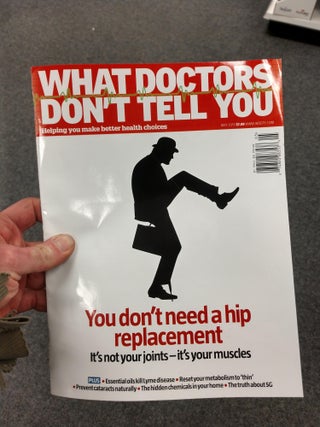 WHAT DOCTORS
DON'T TELL YOU
Helping you make better health choices
You don't need a hip
replacement
It's not your joints – it's your muscles
PLUS • Essential oils kill Lyme disease • Reset your metabolism to 'thin'
• Prevent cataracts naturally • The hidden chemicals in your home • The truth about 5G